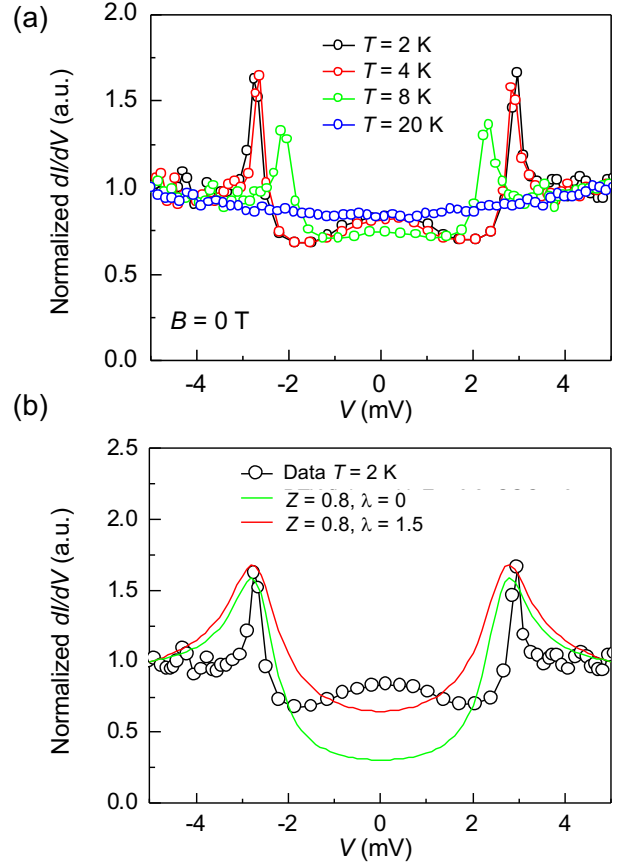 (a)
Normalized dI/dV (a.u.)
2.0
1.5
1.0
0.5
0.0
T = 2 K
T = 4 K
T = 8 K
T = 20 K
B = 0 T
-4 -2 0 2 4
V (mV)
(b)
Normalized dI/dV (a.u.)
2.5
2.0
1.5
1.0
0.5
0.0
Data T = 2 K
Z = 0.8, λ = 0
Z = 0.8, λ = 1.5
-4 -2 0 2 4
V (mV)